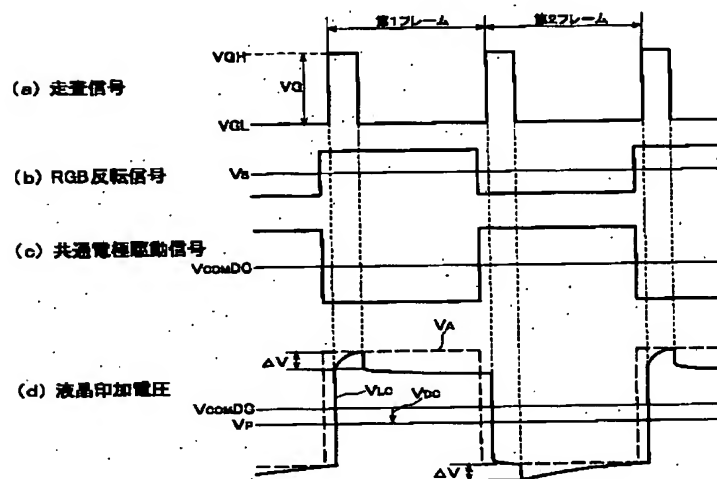 第1フレーム 第2フレーム
VGH
(a) 走査信号
VG
VGL
(b) RGB反転信号
VS
(c) 共通電極駆動信号
VCOMDC
VA
ΔV
(d) 液晶印加電圧
VLC
VDC
VCOMDC
VP
ΔV